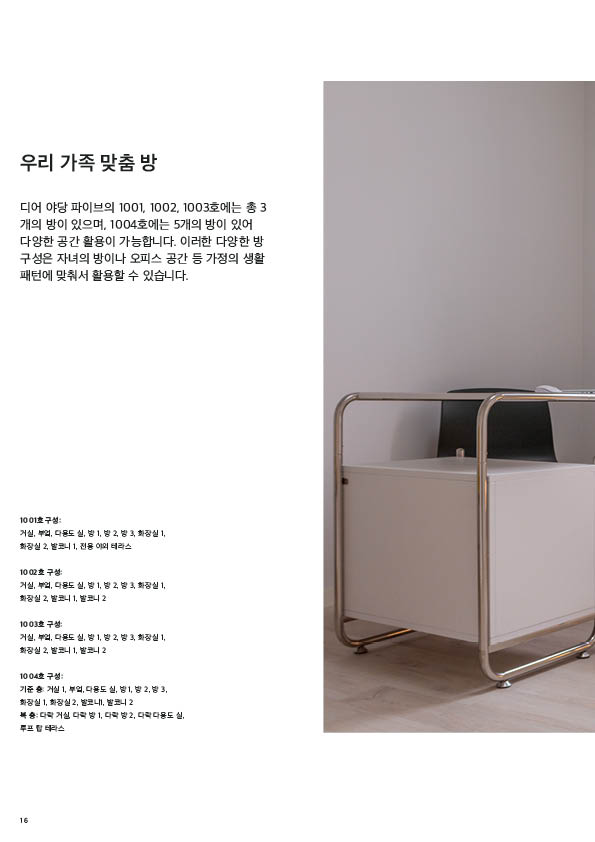 우리 가족 맞춤 방
디어 야당 파이브의 1001, 1002, 1003호에는 총 3
개의 방이 있으며, 1004호에는 5개의 방이 있어
다양한 공간 활용이 가능합니다. 이러한 다양한 방
구성은 자녀의 방이나 오피스 공간 등 가정의 생활
패턴에 맞춰서 활용할 수 있습니다.
1001호 구성:
거실, 부엌, 다용도 실, 방 1, 방 2, 방 3, 화장실 1,
화장실 2, 발코니 1, 전용 야외 테라스
1002호 구성:
거실, 부엌, 다용도 실, 방 1, 방 2, 방 3, 화장실 1,
화장실 2, 발코니 1, 발코니 2
1003호 구성:
거실, 부엌, 다용도 실, 방 1, 방 2, 방 3, 화장실 1,
화장실 2, 발코니 1, 발코니 2
1004호 구성:
기준 층: 거실 1, 부엌, 다용도 실, 방1, 방 2, 방 3,
화장실 1, 화장실 2, 발코니1, 발코니 2
복 층: 다락 거실, 다락 방 1, 다락 방 2, 다락 다용도 실,
루프 탑 테라스
16